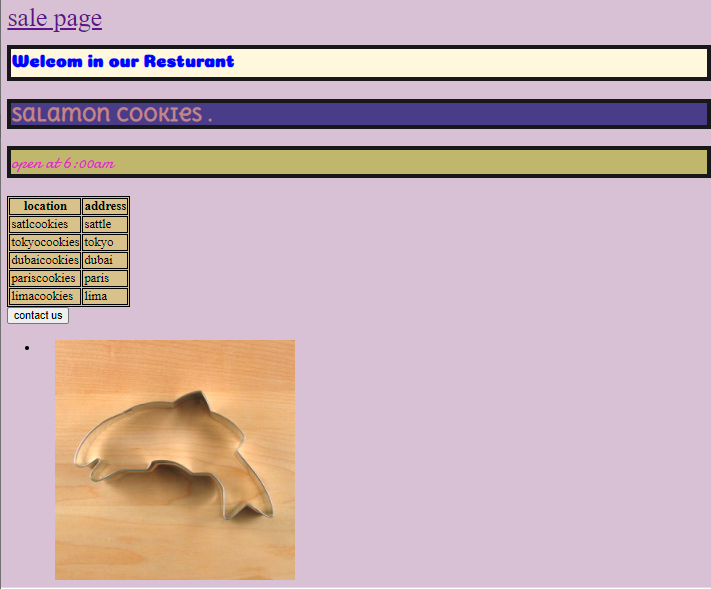 sale page
Welcom in our Resturant
salamon cookies .
open at 6:00am
location address
satlcookies sattle
tokyocookies tokyo
dubaicookies dubai
pariscookies paris
limacookies lima
contact us